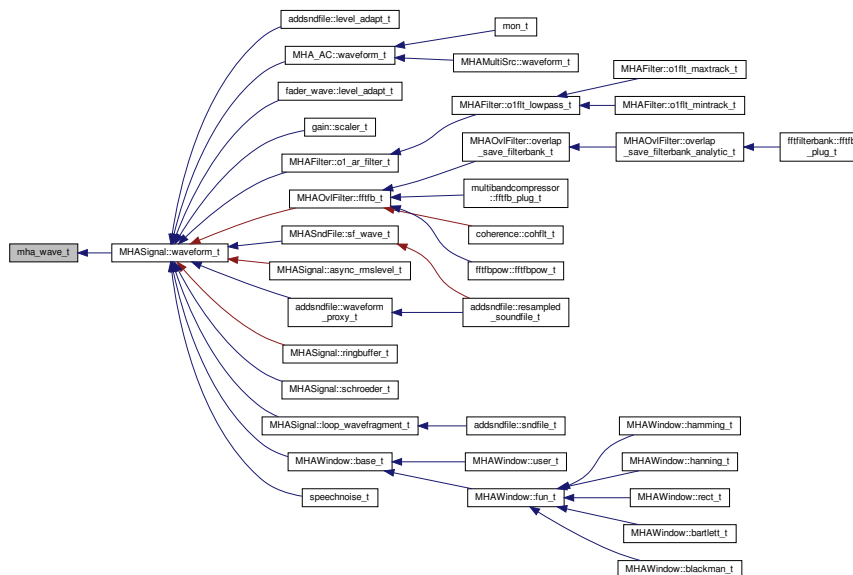 addsndfile::level_adapt_t
mon_t
MHA_AC::waveform_t
MHAMultiSrc::waveform_t
MHAFilter::o1flt_maxtrack_t
fader_wave::level_adapt_t
MHAFilter::o1flt_lowpass_t
MHAFilter::o1flt_mintrack_t
gain::scaler_t
MHAOvlFilter::overlap
_save_filterbank_t
MHAOvlFilter::overlap
_save_filterbank_analytic_t
fftfilterbank::fftfb
_plug_t
MHAFilter::o1_ar_filter_t
MHAOvlFilter::fftfb_t
multibandcompressor
::fftfb_plug_t
MHASndFile::sf_wave_t
coherence::cohflt_t
mha_wave_t
MHASignal::waveform_t
MHASignal::async_rmslevel_t
fftfbpow::fftfbpow_t
addsndfile::waveform
_proxy_t
addsndfile::resampled
_soundfile_t
MHASignal::ringbuffer_t
MHASignal::schroeder_t
MHASignal::loop_wavefragment_t
addsndfile::sndfile_t
MHAWindow::hamming_t
MHAWindow::base_t
MHAWindow::user_t
MHAWindow::hanning_t
speechnoise_t
MHAWindow::fun_t
MHAWindow::rect_t
MHAWindow::bartlett_t
MHAWindow::blackman_t